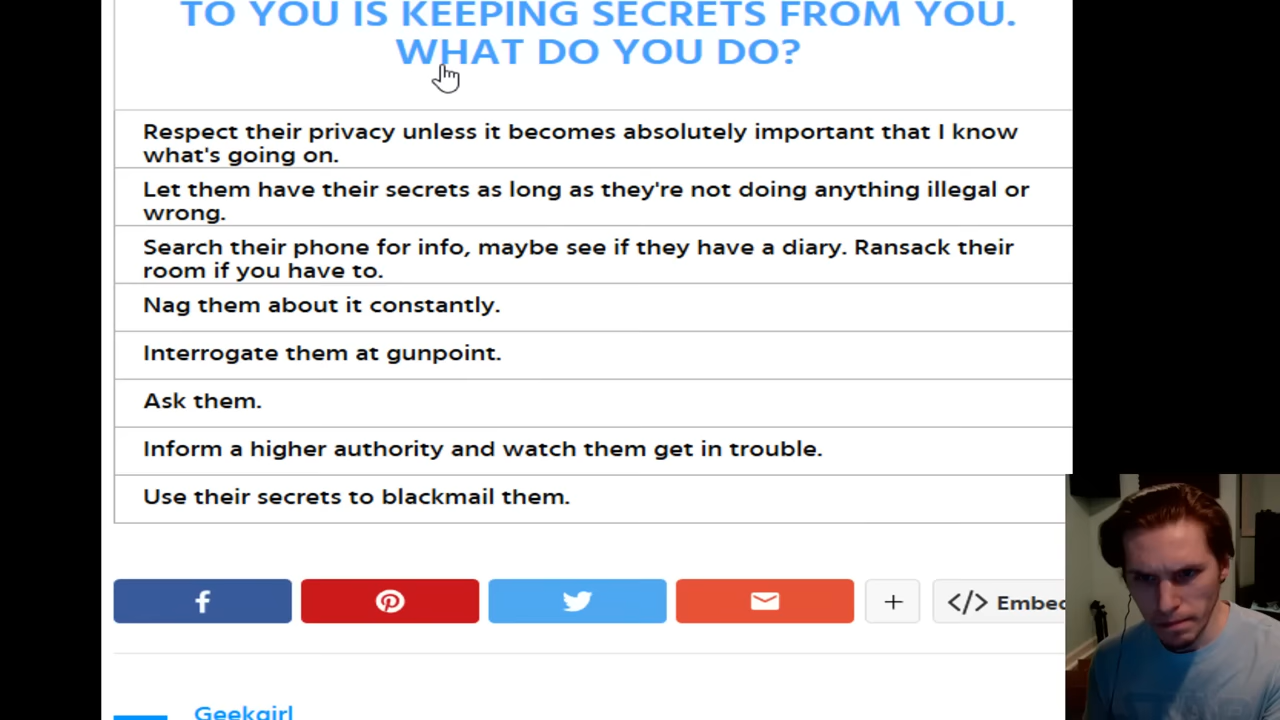 TO YOU IS KEEPING SECRETS FROM YOU.
WHAT DO YOU DO?
Respect their privacy unless it becomes absolutely important that I know
what's going on.
Let them have their secrets as long as they're not doing anything illegal or
wrong.
Search their phone for info, maybe see if they have a diary. Ransack their
room if you have to.
Nag them about it constantly.
Interrogate them at gunpoint.
Ask them.
Inform a higher authority and watch them get in trouble.
Use their secrets to blackmail them.
</> Embed
Geekgirl